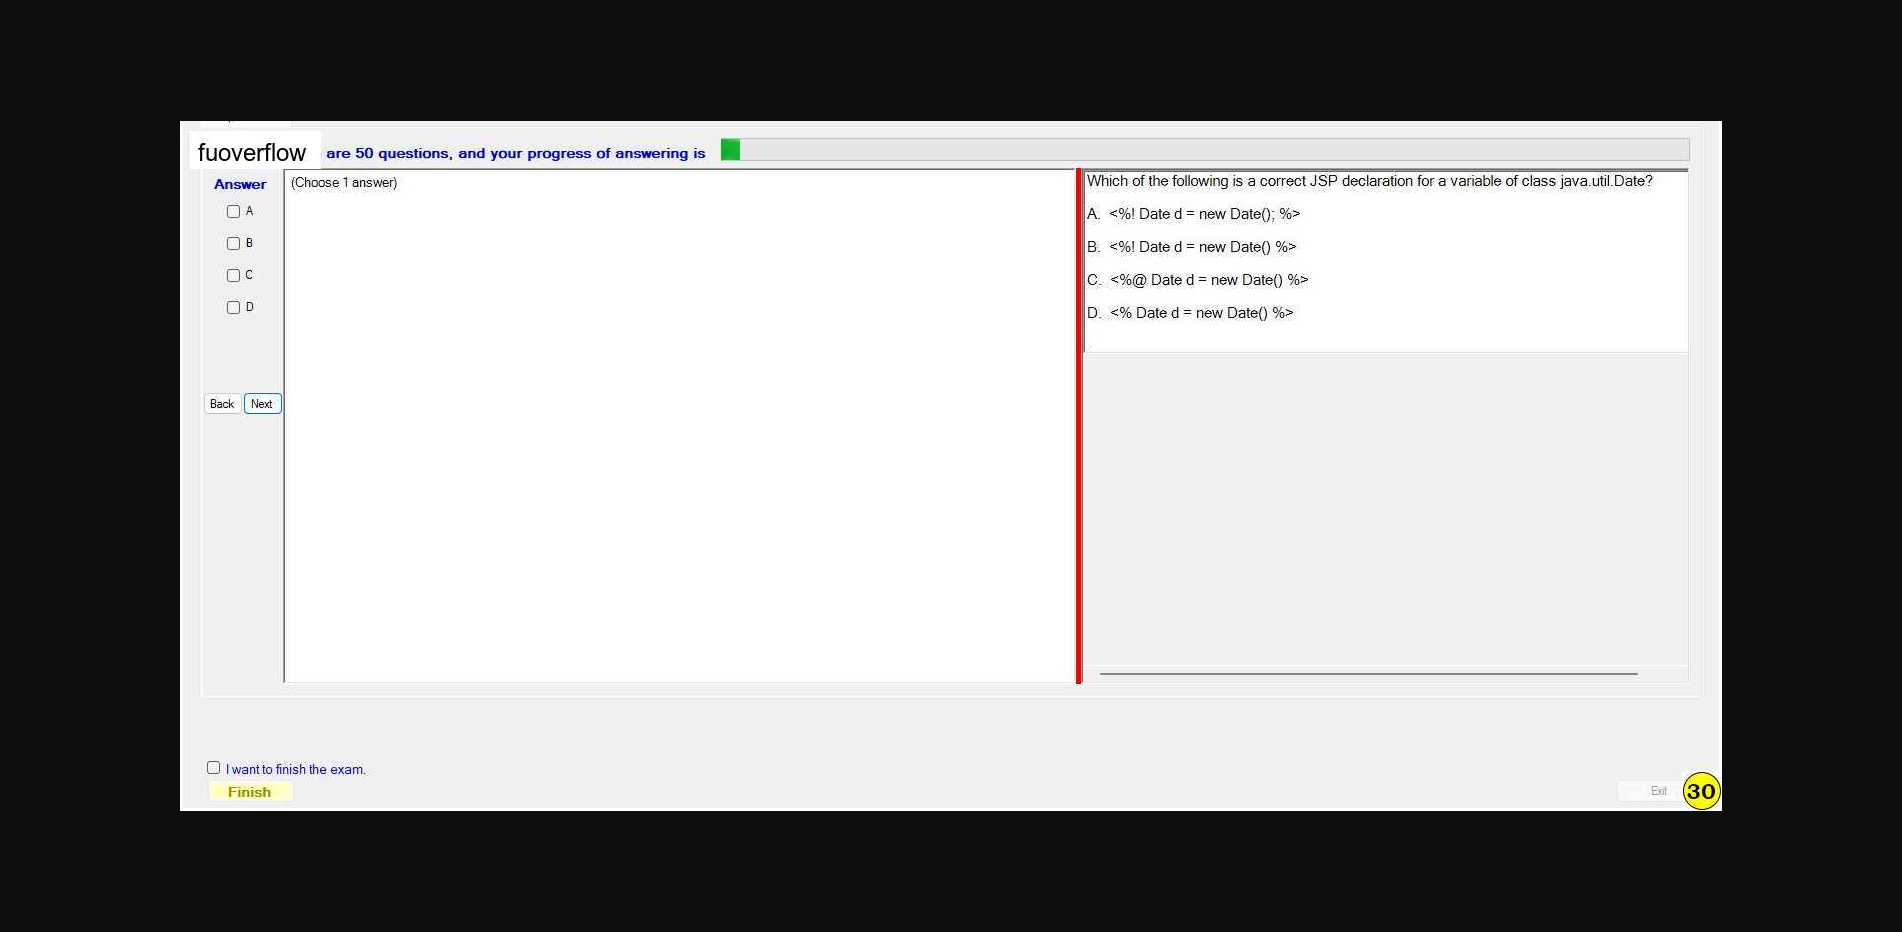 fuoverflow are 50 questions, and your progress of answering is
Answer
(Choose 1 answer)
A
B
C
D
Back Next
Which of the following is a correct JSP declaration for a variable of class java.util.Date?
A. <%! Date d = new Date(); %>
B. <%! Date d = new Date() %>
C. <%@ Date d = new Date() %>
D. <% Date d = new Date() %>
I want to finish the exam.
Finish
Exit
30